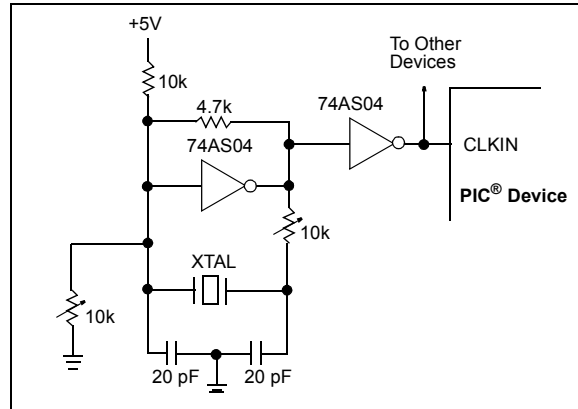 +5V
10k
4.7k
74AS04
74AS04
To Other
Devices
CLKIN
PIC® Device
10k
XTAL
10k
20 pF
20 pF